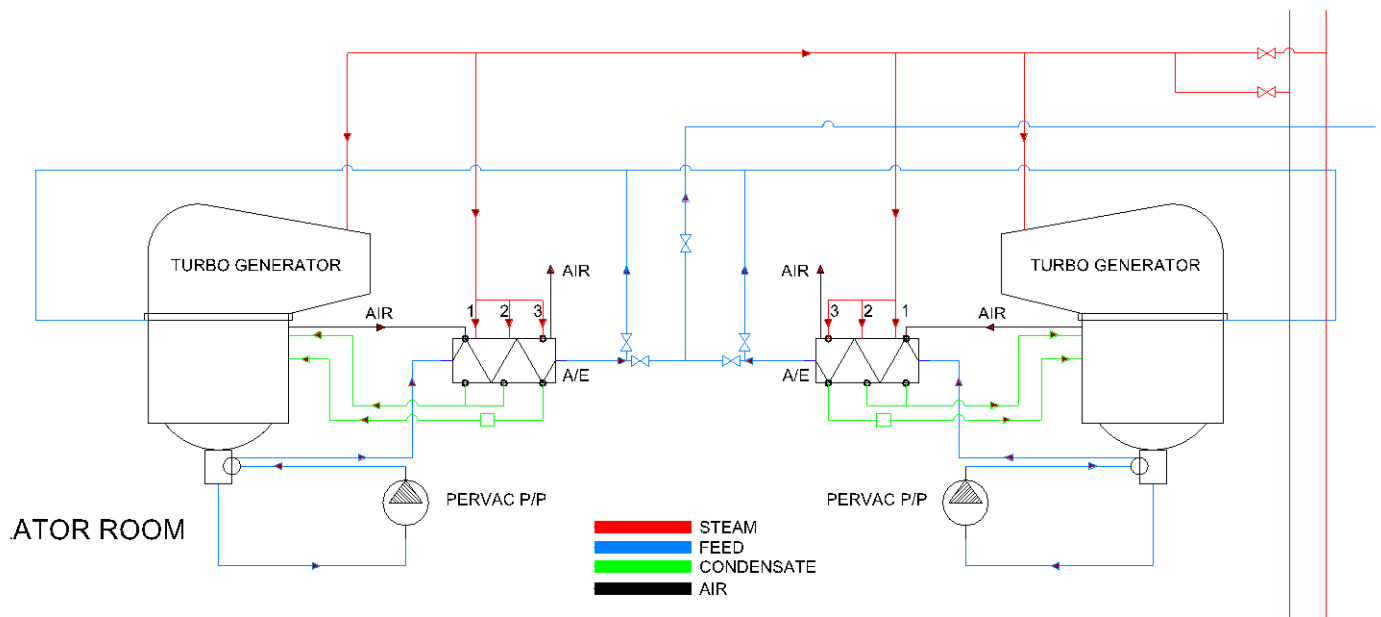 TURBO GENERATOR
TURBO GENERATOR
AIR
AIR
1
2
3
3
2
1
AIR
AIR
A/E
A/E
PERVAC P/P
PERVAC P/P
.ATOR ROOM
STEAM
FEED
CONDENSATE
AIR